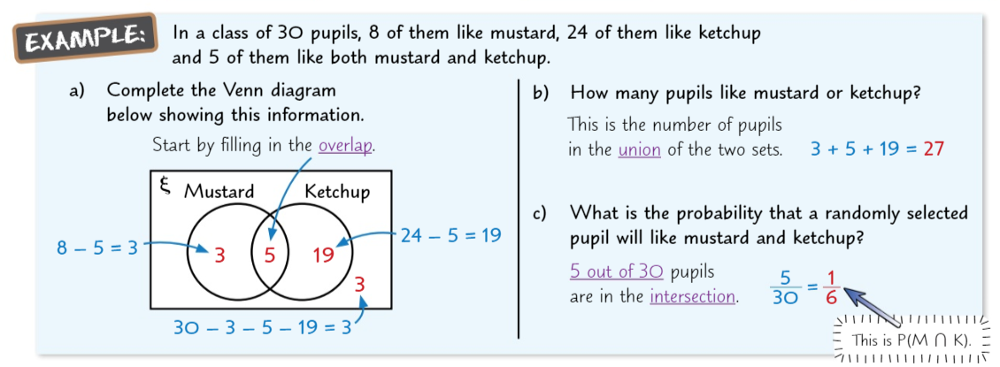 EXAMPLE:
In a class of 30 pupils, 8 of them like mustard, 24 of them like ketchup
and 5 of them like both mustard and ketchup.
a) Complete the Venn diagram
below showing this information.
Start by filling in the overlap.
ξ
Mustard Ketchup
8 – 5 = 3
3 5 19
24 – 5 = 19
3
30 – 3 – 5 – 19 = 3
b) How many pupils like mustard or ketchup?
This is the number of pupils
in the union of the two sets. 3 + 5 + 19 = 27
c) What is the probability that a randomly selected
pupil will like mustard and ketchup?
5 out of 30 pupils
are in the intersection.
5/30 = 1/6
This is P(M ∩ K).